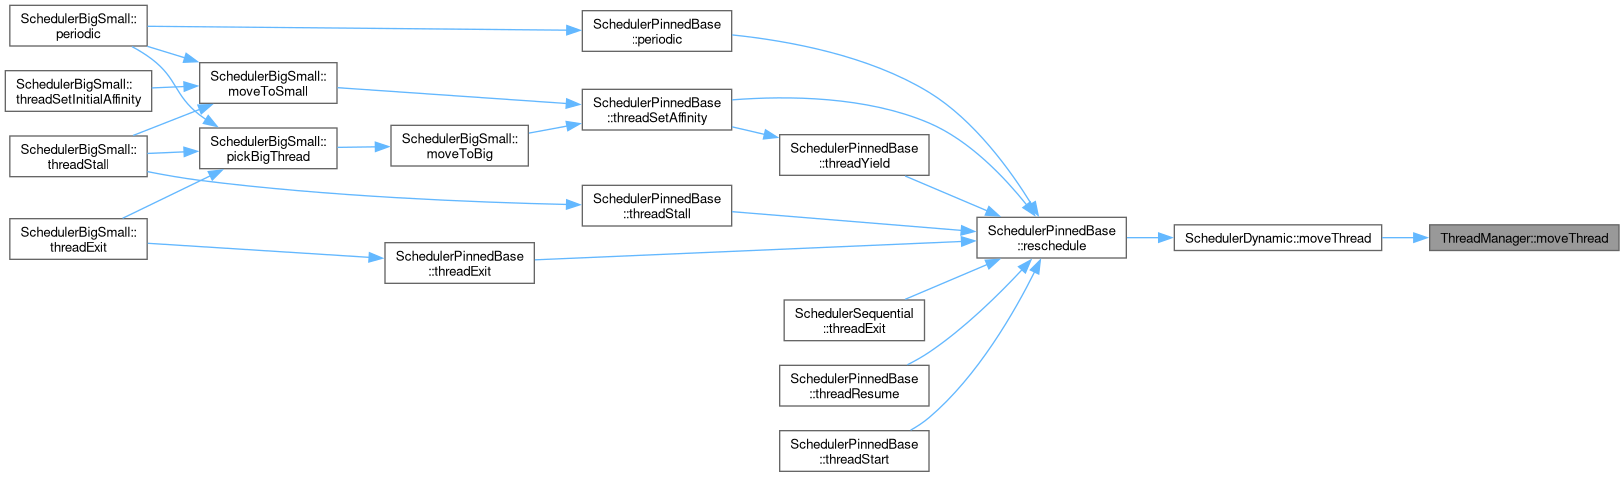 SchedulerBigSmall::
periodic
SchedulerBigSmall::
threadSetInitialAffinity
SchedulerBigSmall::
threadStall
SchedulerBigSmall::
threadExit
SchedulerBigSmall::
moveToSmall
SchedulerBigSmall::
pickBigThread
SchedulerBigSmall::
moveToBig
SchedulerPinnedBase
::threadExit
SchedulerPinnedBase
::periodic
SchedulerPinnedBase
::threadSetAffinity
SchedulerPinnedBase
::threadStall
SchedulerPinnedBase
::threadYield
SchedulerSequential
::threadExit
SchedulerPinnedBase
::threadResume
SchedulerPinnedBase
::threadStart
SchedulerPinnedBase
::reschedule
SchedulerDynamic::moveThread
ThreadManager::moveThread